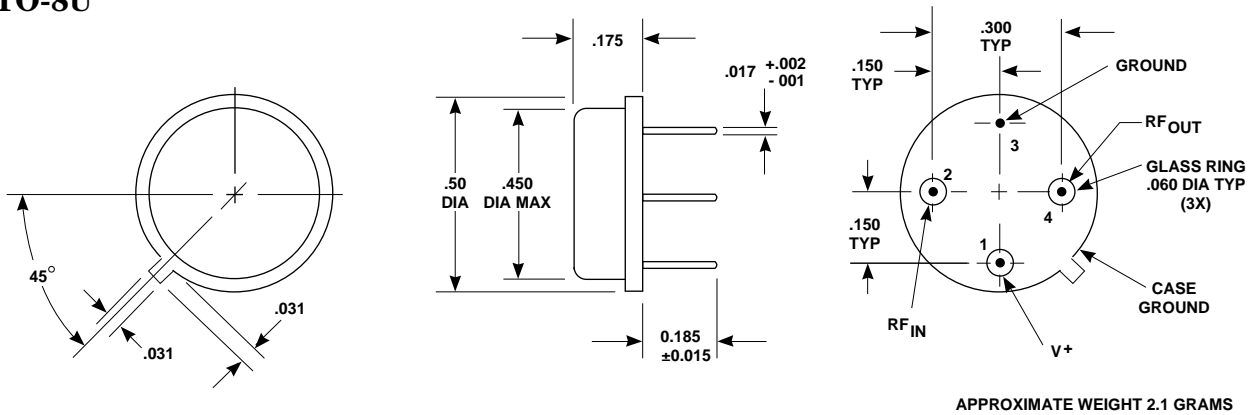 TO-8U
45°
.031
.031
.175
.50
DIA
.450
DIA MAX
.017 +.002
- 001
0.185
±0.015
.300
TYP
.150
TYP
GROUND
3
RFOUT
GLASS RING
.060 DIA TYP
(3X)
2
4
.150
TYP
1
CASE
GROUND
RFIN
V+
APPROXIMATE WEIGHT 2.1 GRAMS